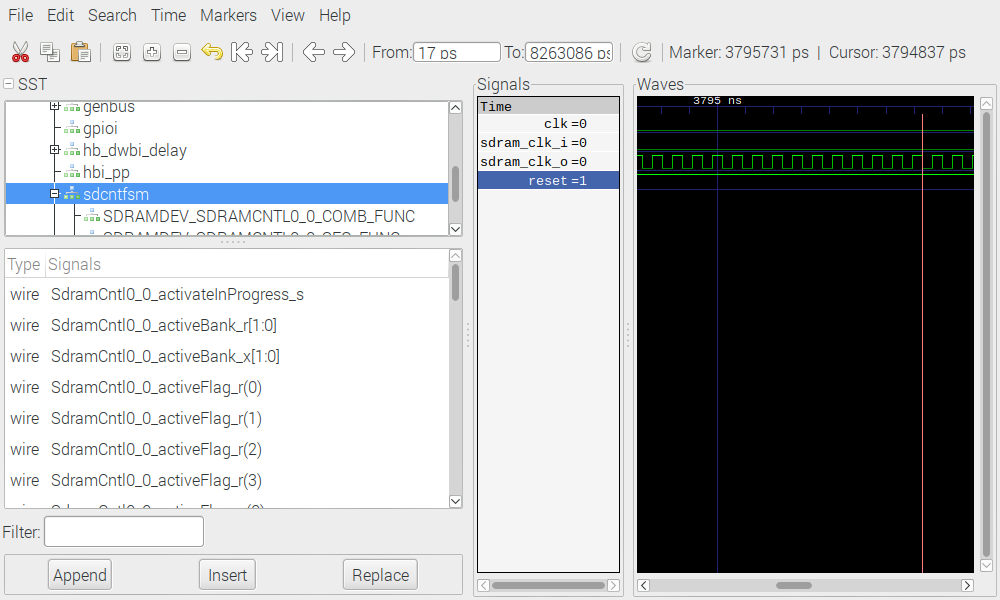 File Edit Search Time Markers View Help
From: 17 ps To: 8263086 ps Marker: 3795731 ps | Cursor: 3794837 ps
SST
genbus
gpioi
hb_dwbi_delay
hbi_pp
sdcntfsm
SDRAMDEV_SDRAMCNTL0_0_COMB_FUNC
Type Signals
wire SdramCntl0_0_activateInProgress_s
wire SdramCntl0_0_activeBank_r[1:0]
wire SdramCntl0_0_activeBank_x[1:0]
wire SdramCntl0_0_activeFlag_r(0)
wire SdramCntl0_0_activeFlag_r(1)
wire SdramCntl0_0_activeFlag_r(2)
wire SdramCntl0_0_activeFlag_r(3)
Filter:
Append Insert Replace
Signals
Time
clk=0
sdram_clk_i=0
sdram_clk_o=0
reset=1
Waves
3795 ns